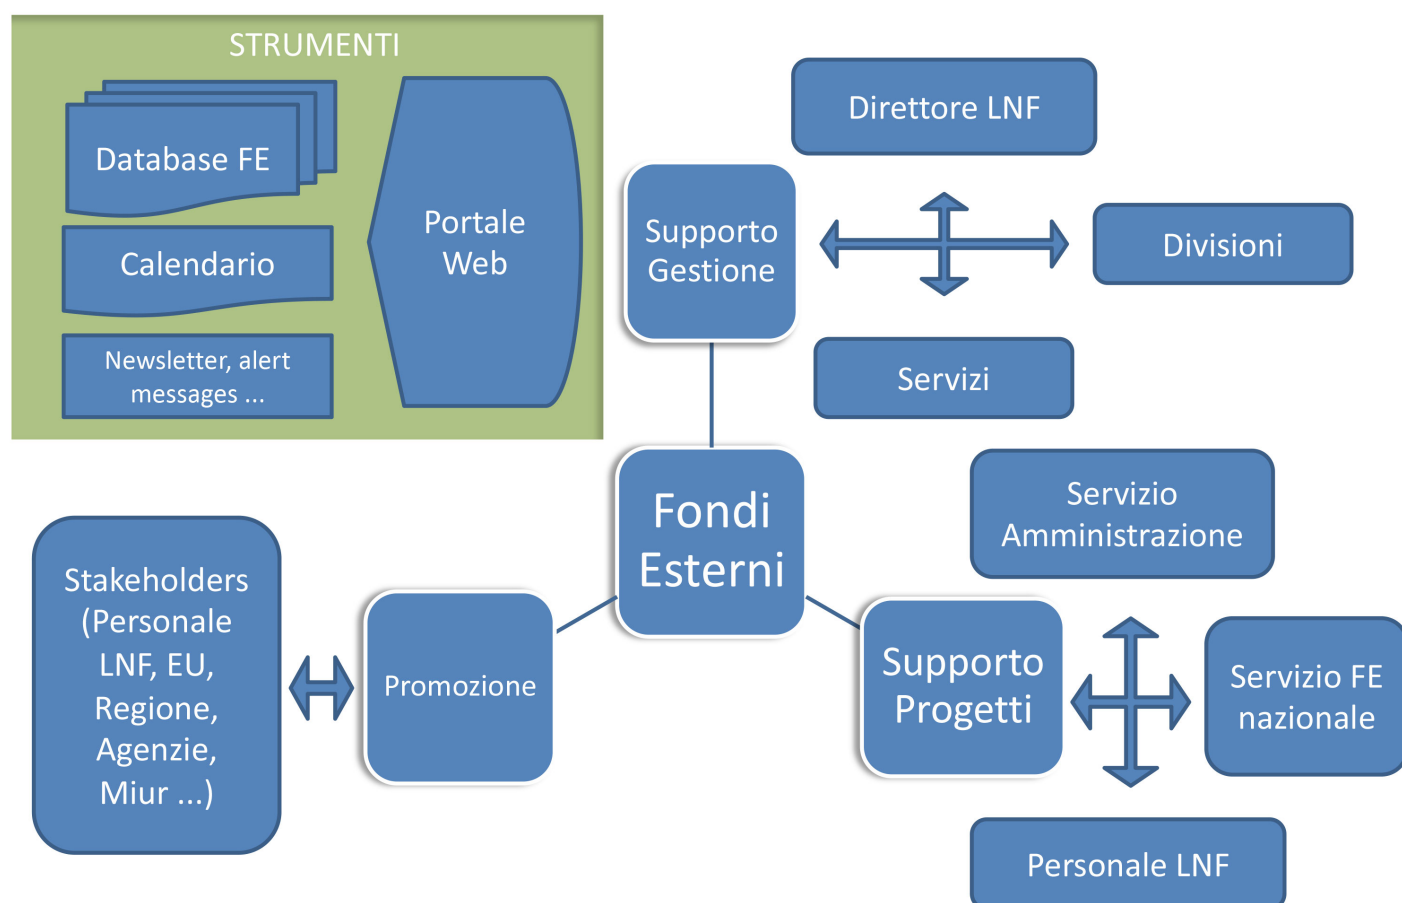 STRUMENTI
Database FE
Calendario
Newsletter, alert
messages ...
Portale
Web
Direttore LNF
Supporto
Gestione
Divisioni
Servizi
Fondi
Esterni
Servizio
Amministrazione
Stakeholders
(Personale
LNF, EU,
Regione,
Agenzie,
Miur ...)
Promozione
Supporto
Progetti
Servizio FE
nazionale
Personale LNF